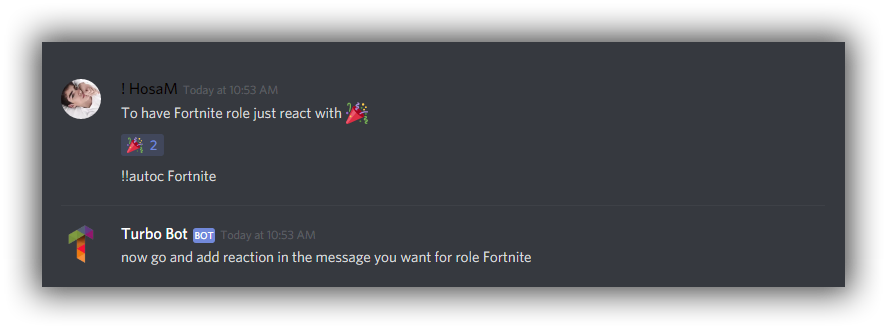 ! HosaM Today at 10:53 AM
To have Fortnite role just react with 🎉
🎉 2
!!autoc Fortnite
Turbo Bot BOT Today at 10:53 AM
now go and add reaction in the message you want for role Fortnite